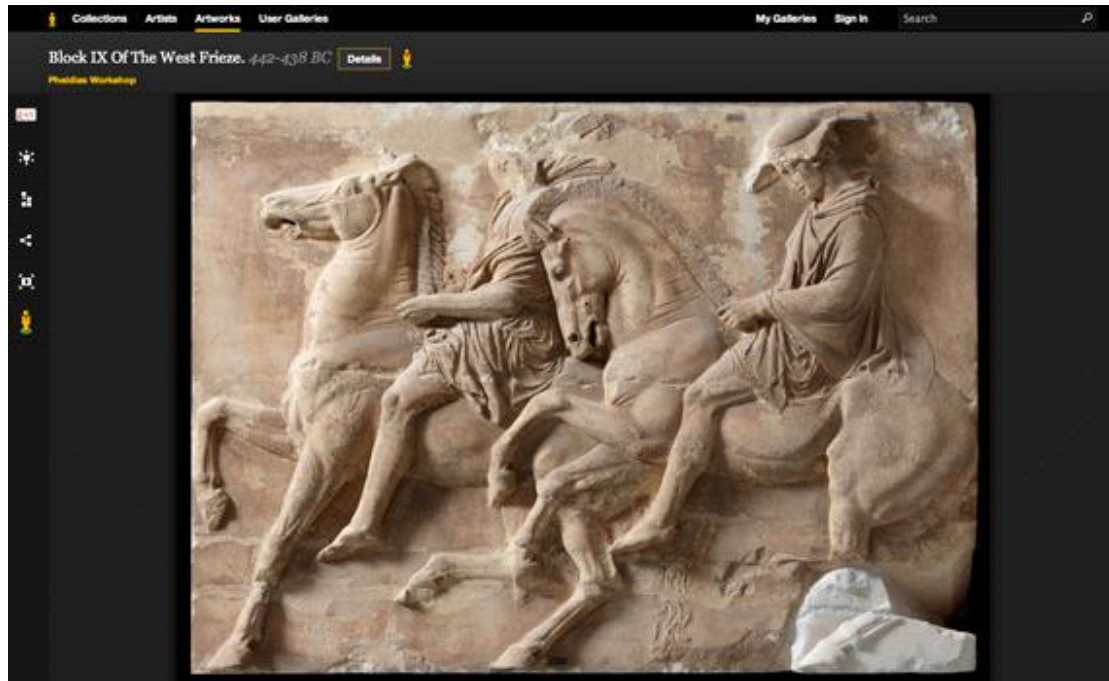 Collections Artists Artworks User Galleries My Galleries Sign in Search
Block IX Of The West Frieze. 442-438 BC Details
Pheidias Workshop